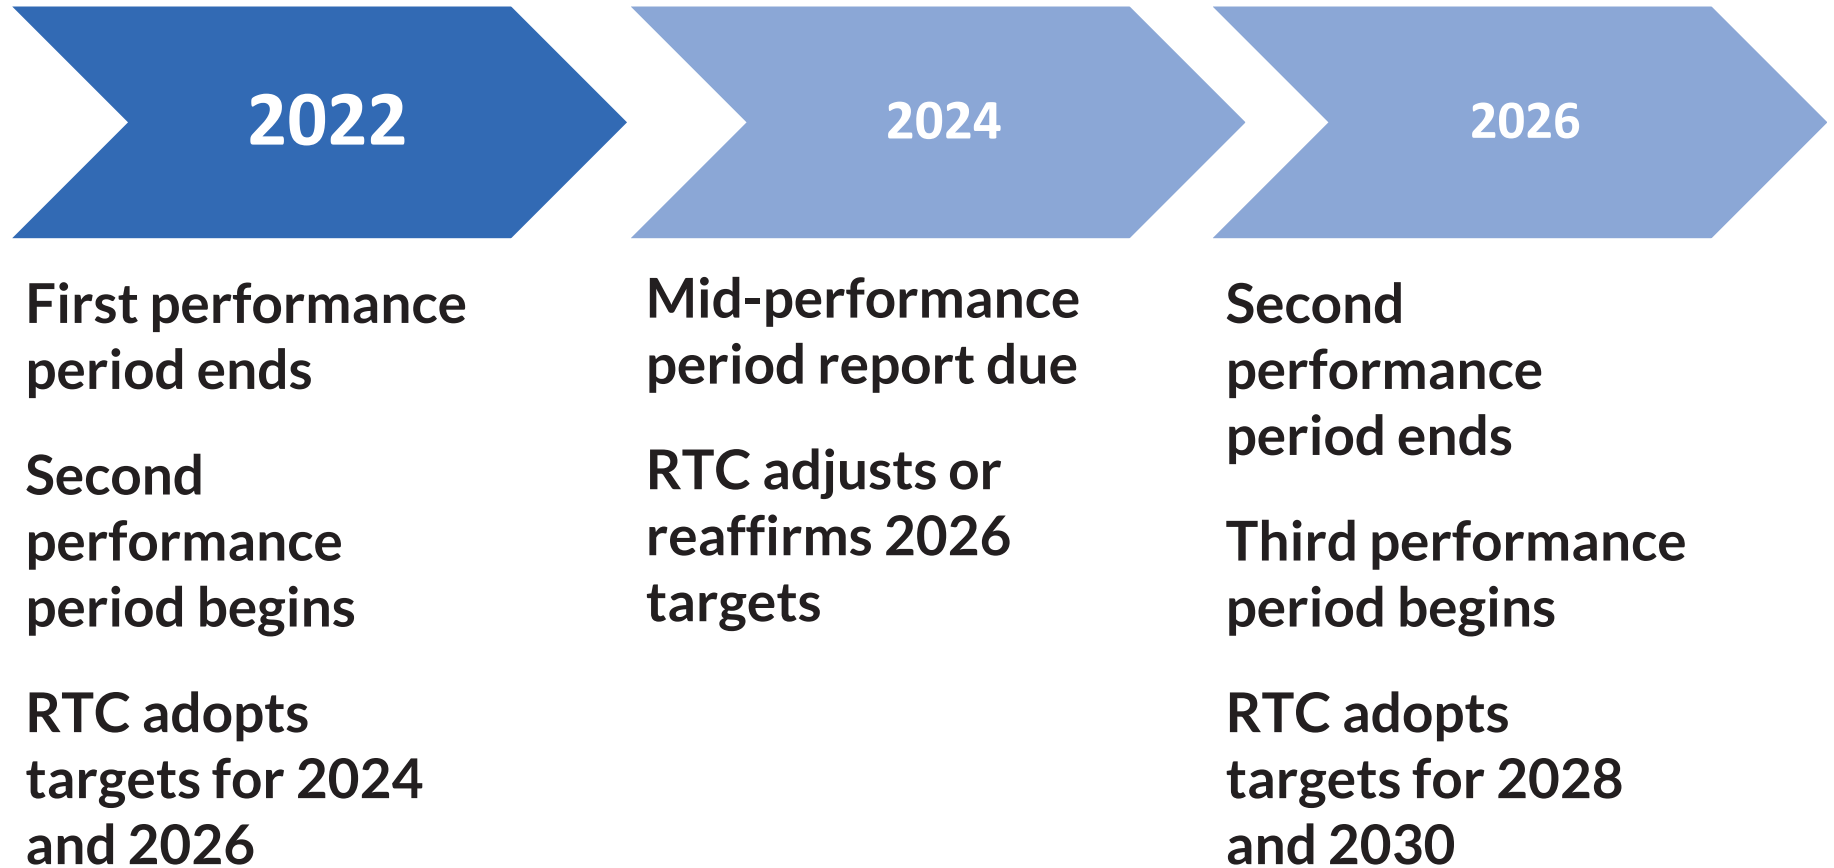 2022
First performance
period ends
Second
performance
period begins
RTC adopts
targets for 2024
and 2026
2024
Mid-performance
period report due
RTC adjusts or
reaffirms 2026
targets
2026
Second
performance
period ends
Third performance
period begins
RTC adopts
targets for 2028
and 2030